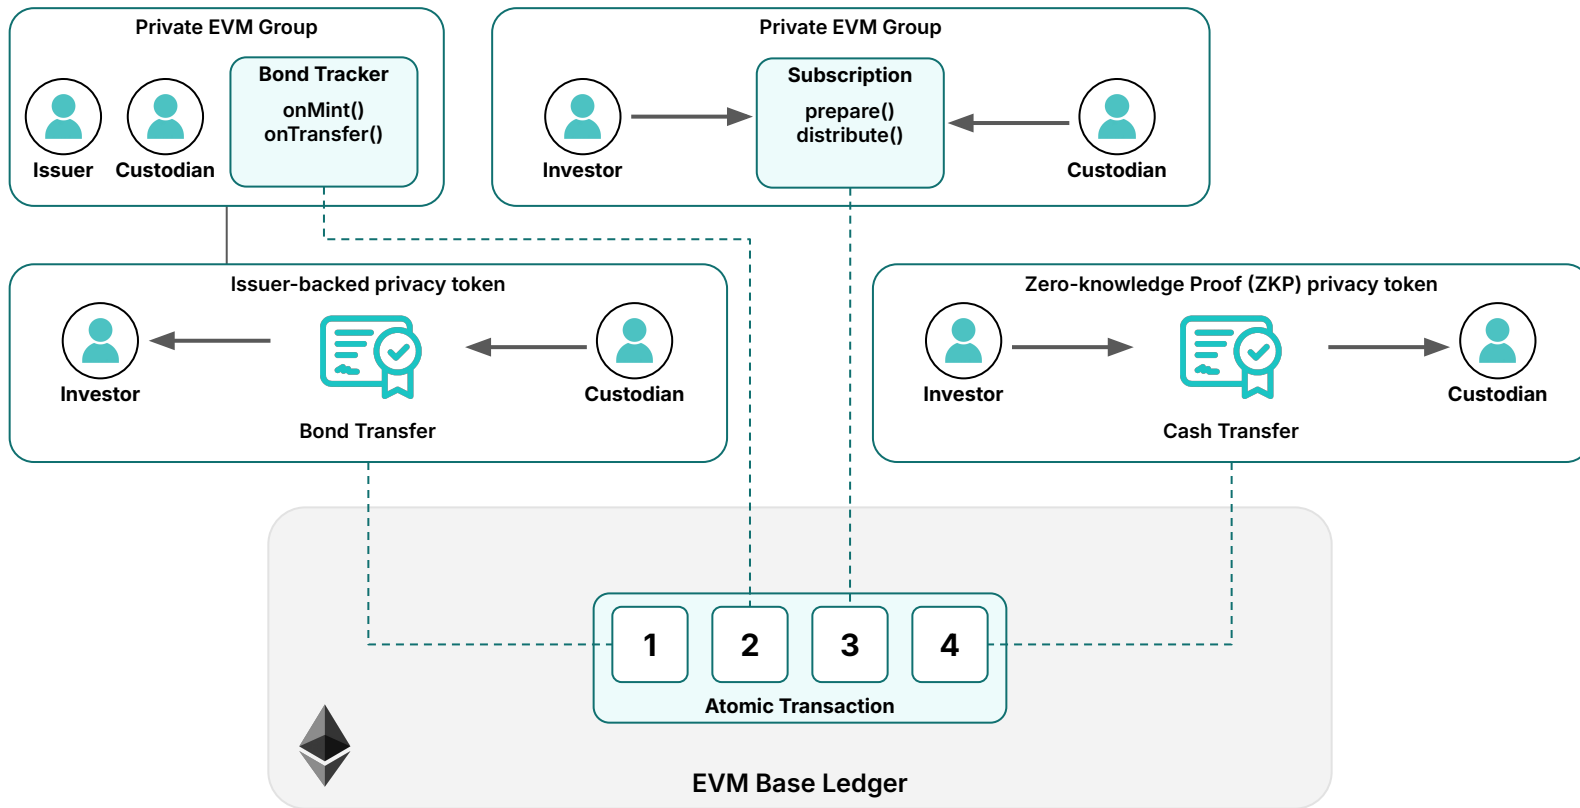 Private EVM Group
Bond Tracker
onMint()
onTransfer()
Issuer
Custodian
Private EVM Group
Subscription
prepare()
distribute()
Investor
Custodian
Issuer-backed privacy token
Investor
Custodian
Bond Transfer
Zero-knowledge Proof (ZKP) privacy token
Investor
Custodian
Cash Transfer
1
2
3
4
Atomic Transaction
EVM Base Ledger